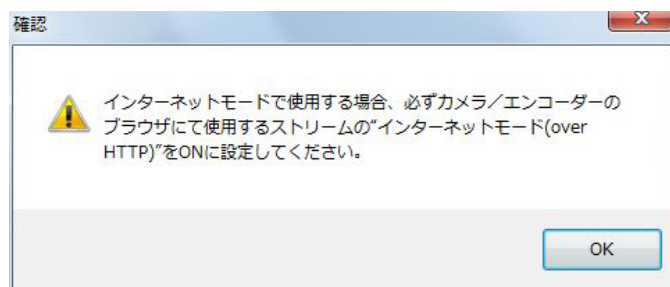 確認
インターネットモードで使用する場合、必ずカメラ／エンコーダーの
ブラウザにて使用するストリームの“インターネットモード(over
HTTP)”をONに設定してください。
OK